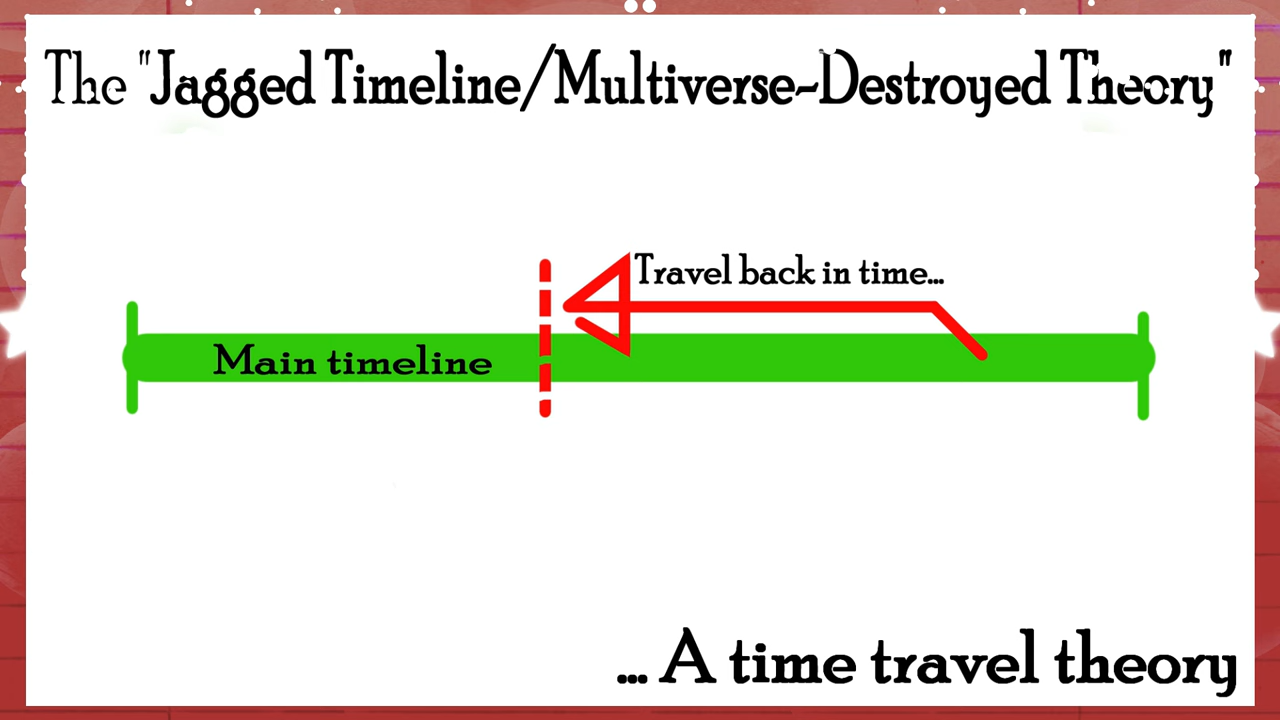 The "Jagged Timeline/Multiverse-Destroyed Theory"
Travel back in time...
Main timeline
... A time travel theory